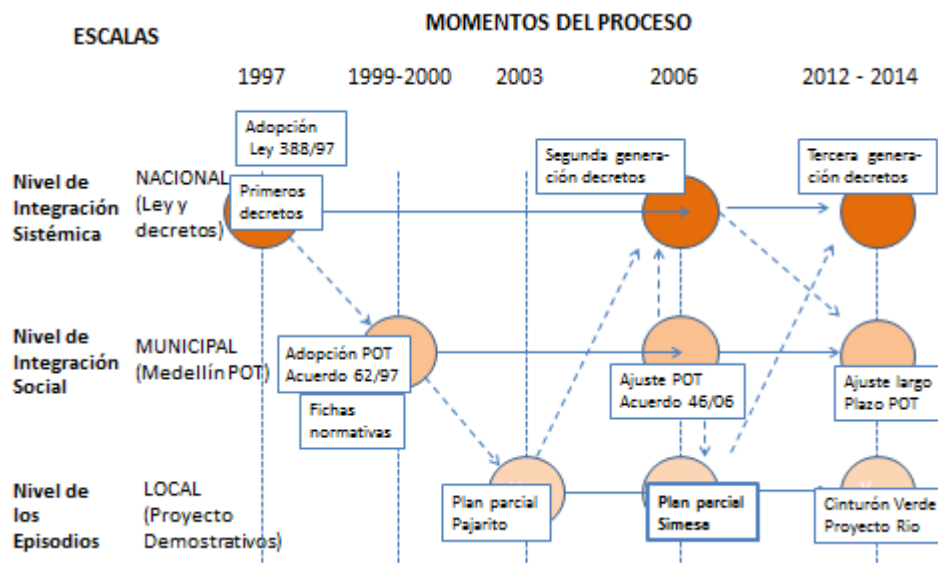 MOMENTOS DEL PROCESO
ESCALAS
1997
1999-2000
2003
2006
2012 - 2014
Adopción
Ley 388/97
Segunda genera-
ción decretos
Tercera genera-
ción decretos
Nivel de
Integración
Sistémica
NACIONAL
(Ley y
decretos)
Primeros
decretos
Nivel de
Integración
Social
MUNICIPAL
(Medellín POT)
Adopción POT
Acuerdo 62/97
Fichas
normativas
Ajuste POT
Acuerdo 46/06
Ajuste largo
Plazo POT
Nivel de
los
Episodios
LOCAL
(Proyecto
Demostrativos)
Plan parcial
Pajarito
Plan parcial
Simesa
Cinturón Verde
Proyecto Rio